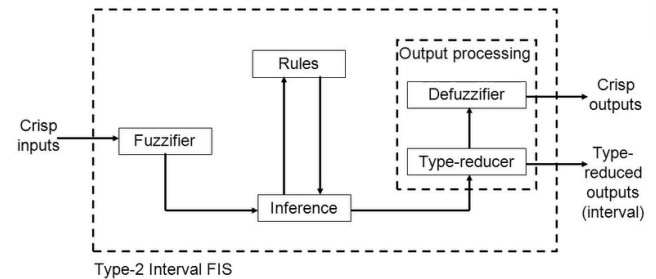 Output processing
Rules
Defuzzifier
Crisp
outputs
Crisp
inputs
Fuzzifier
Type-reducer
Type-
reduced
outputs
(interval)
Inference
Type-2 Interval FIS